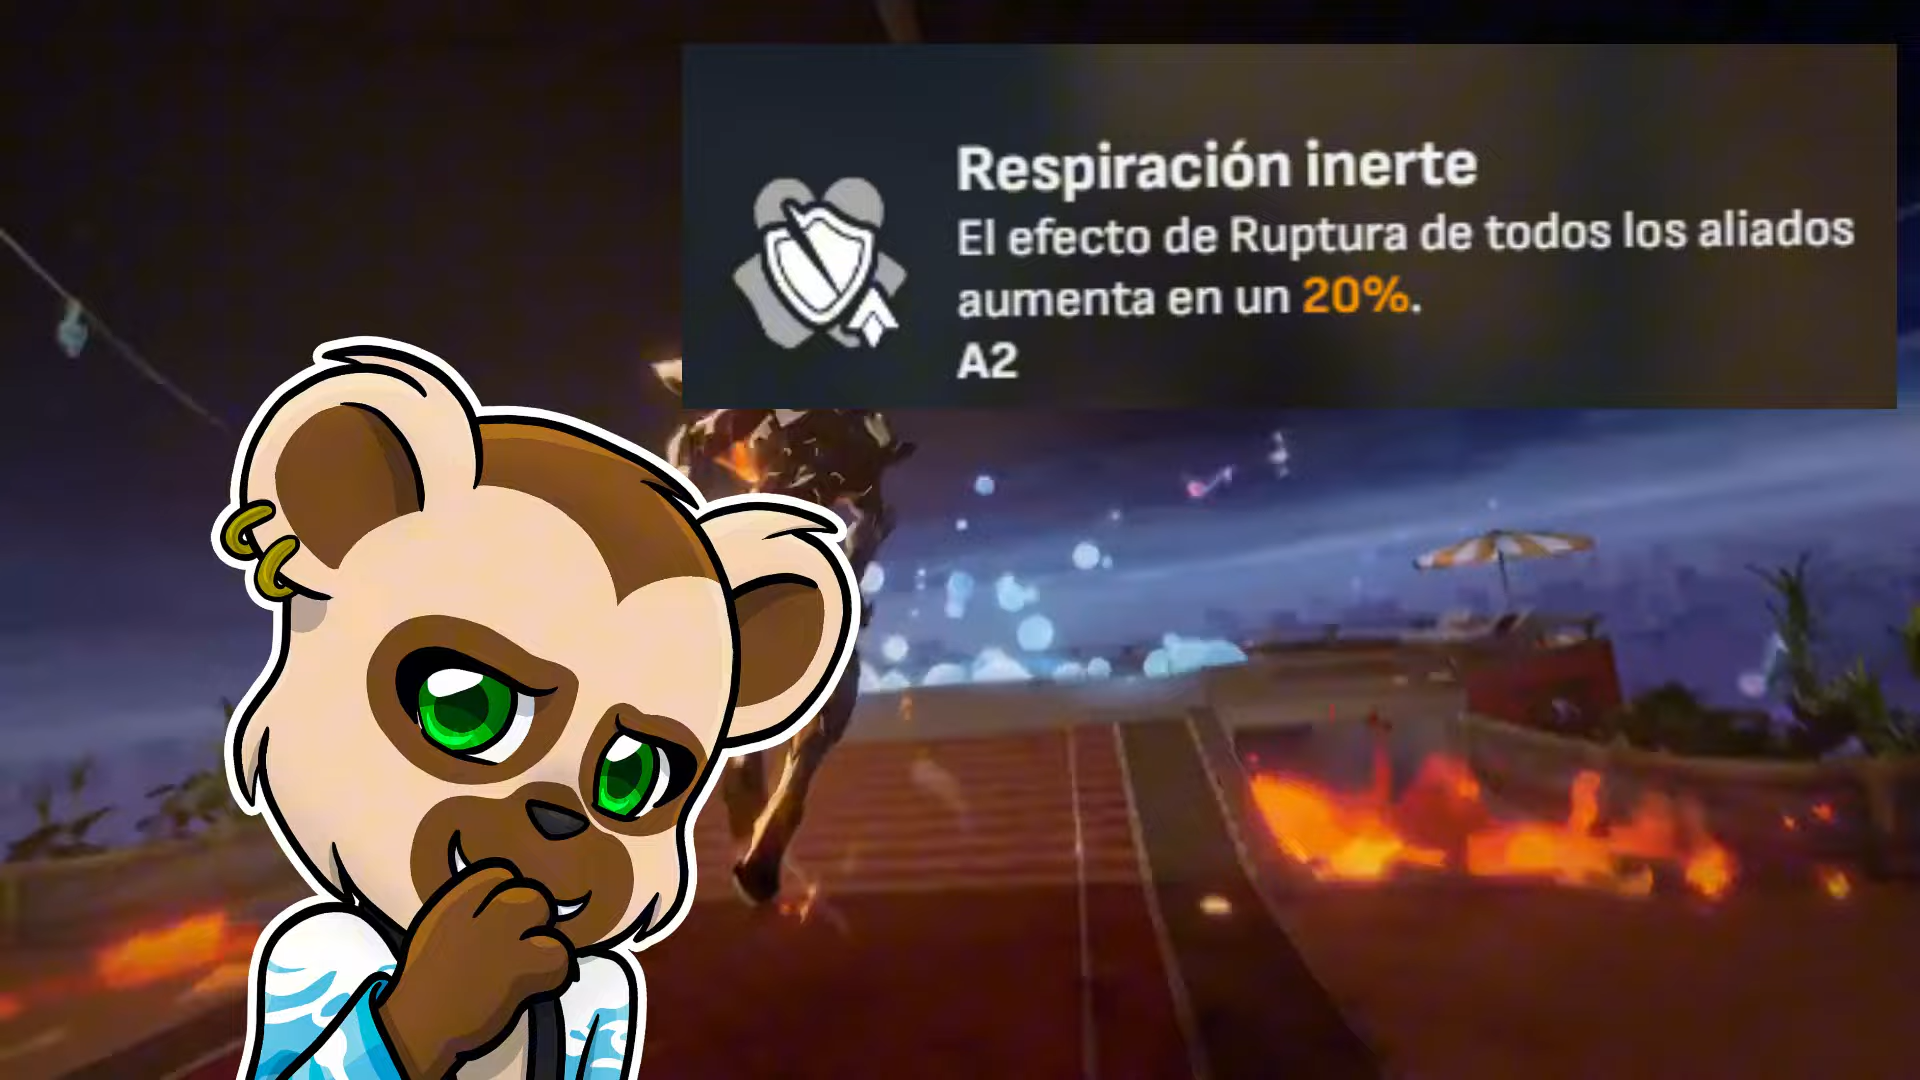 Respiración inerte
El efecto de Ruptura de todos los aliados
aumenta en un 20%.
A2